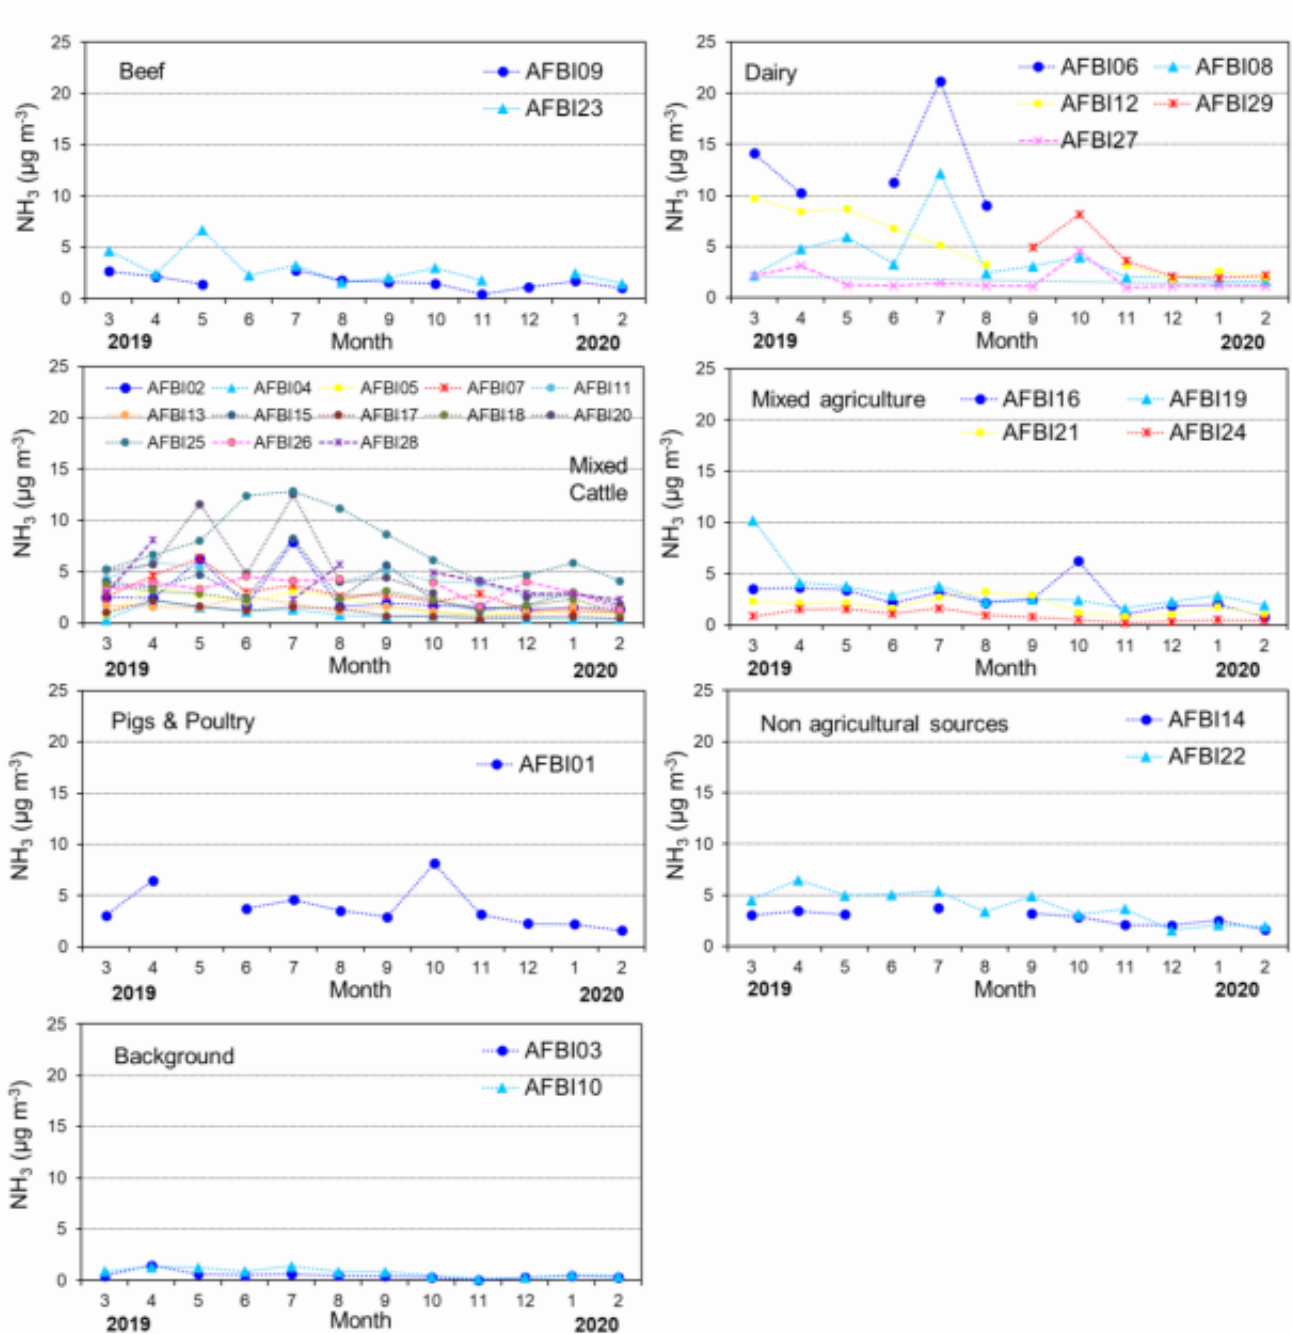 Beef
AFBI09
AFBI23
NH3 (µg m-3)
25
20
15
10
5
0
3 4 5 6 7 8 9 10 11 12 1 2
2019 Month 2020
Dairy
AFBI06 AFBI08
AFBI12 AFBI29
AFBI27
NH3 (µg m-3)
25
20
15
10
5
0
3 4 5 6 7 8 9 10 11 12 1 2
2019 Month 2020
AFBI02 AFBI04 AFBI05 AFBI07 AFBI11
AFBI13 AFBI15 AFBI17 AFBI18 AFBI20
AFBI25 AFBI26 AFBI28
Mixed
Cattle
NH3 (µg m-3)
25
20
15
10
5
0
3 4 5 6 7 8 9 10 11 12 1 2
2019 Month 2020
Mixed agriculture
AFBI16 AFBI19
AFBI21 AFBI24
NH3 (µg m-3)
25
20
15
10
5
0
3 4 5 6 7 8 9 10 11 12 1 2
2019 Month 2020
Pigs & Poultry
AFBI01
NH3 (µg m-3)
25
20
15
10
5
0
3 4 5 6 7 8 9 10 11 12 1 2
2019 Month 2020
Non agricultural sources
AFBI14
AFBI22
NH3 (µg m-3)
25
20
15
10
5
0
3 4 5 6 7 8 9 10 11 12 1 2
2019 Month 2020
Background
AFBI03
AFBI10
NH3 (µg m-3)
25
20
15
10
5
0
3 4 5 6 7 8 9 10 11 12 1 2
2019 Month 2020